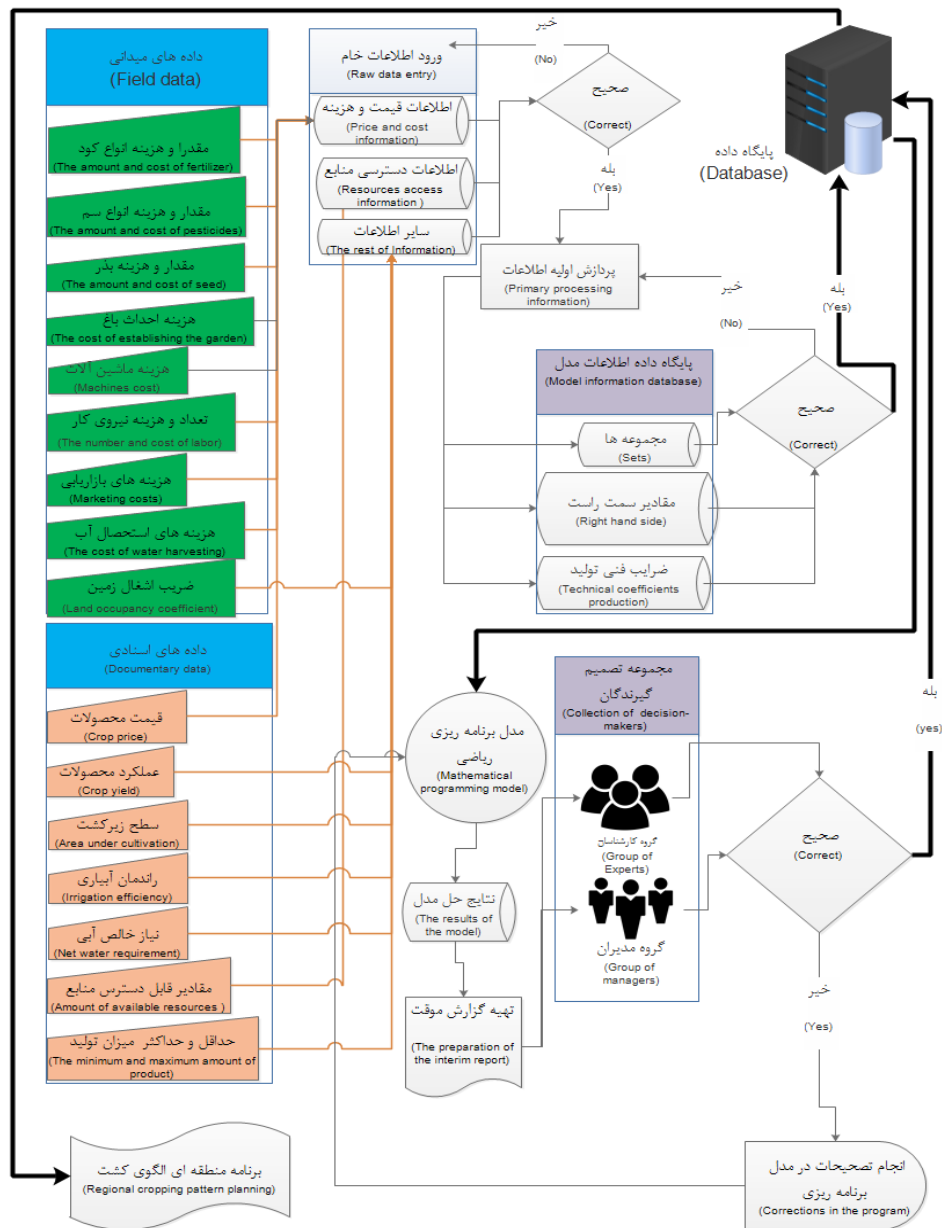 داده های میدانی
(Field data)
مقدرا و هزینه انواع کود
(The amount and cost of fertilizer)
مقدار و هزینه انواع سم
(The amount and cost of pesticides)
مقدار و هزینه بذر
(The amount and cost of seed)
هزینه احداث باغ
(The cost of establishing the garden)
هزینه ماشین آلات
(Machines cost)
تعداد و هزینه نیروی کار
(The number and cost of labor)
هزینه های بازاریابی
(Marketing costs)
هزینه های استحصال آب
(The cost of water harvesting)
ضریب اشغال زمین
(Land occupancy coefficient)
داده های اسنادی
(Documentary data)
قیمت محصولات
(Crop price)
عملکرد محصولات
(Crop yield)
سطح زیرکشت
(Area under cultivation)
راندمان آبیاری
(Irrigation efficiency)
نیاز خالص آبی
(Net water requirement)
مقادیر قابل دسترس منابع
(Amount of available resources )
حداقل و حداکثر میزان تولید
(The minimum and maximum amount of
product)
برنامه منطقه ای الگوی کشت
(Regional cropping pattern planning)
ورود اطلاعات خام
(Raw data entry)
اطلاعات قیمت و هزینه
(Price and cost
information)
اطلاعات دسترسی منابع
(Resources access
information )
سایر اطلاعات
(The rest of Information)
خیر
(No)
صحیح
(Correct)
بله
(Yes)
پردازش اولیه اطلاعات
(Primary processing
information)
خیر
(No)
پایگاه داده اطلاعات مدل
(Model information database)
مجموعه ها
(Sets)
مقادیر سمت راست
(Right hand side)
ضرایب فنی تولید
(Technical coefficients
production)
صحیح
(Correct)
بله
(Yes)
پایگاه داده
(Database)
مدل برنامه ریزی
ریاضی
(Mathematical
programming model)
نتایج حل مدل
(The results of
the model)
تهیه گزارش موقت
(The preparation of
the interim report)
مجموعه تصمیم
گیرندگان
(Collection of decision-
makers)
گروه کارشناسان
(Group of
Experts)
گروه مدیران
(Group of
managers)
صحیح
(Correct)
بله
(yes)
خیر
(Yes)
انجام تصحیحات در مدل
برنامه ریزی
(Corrections in the program)